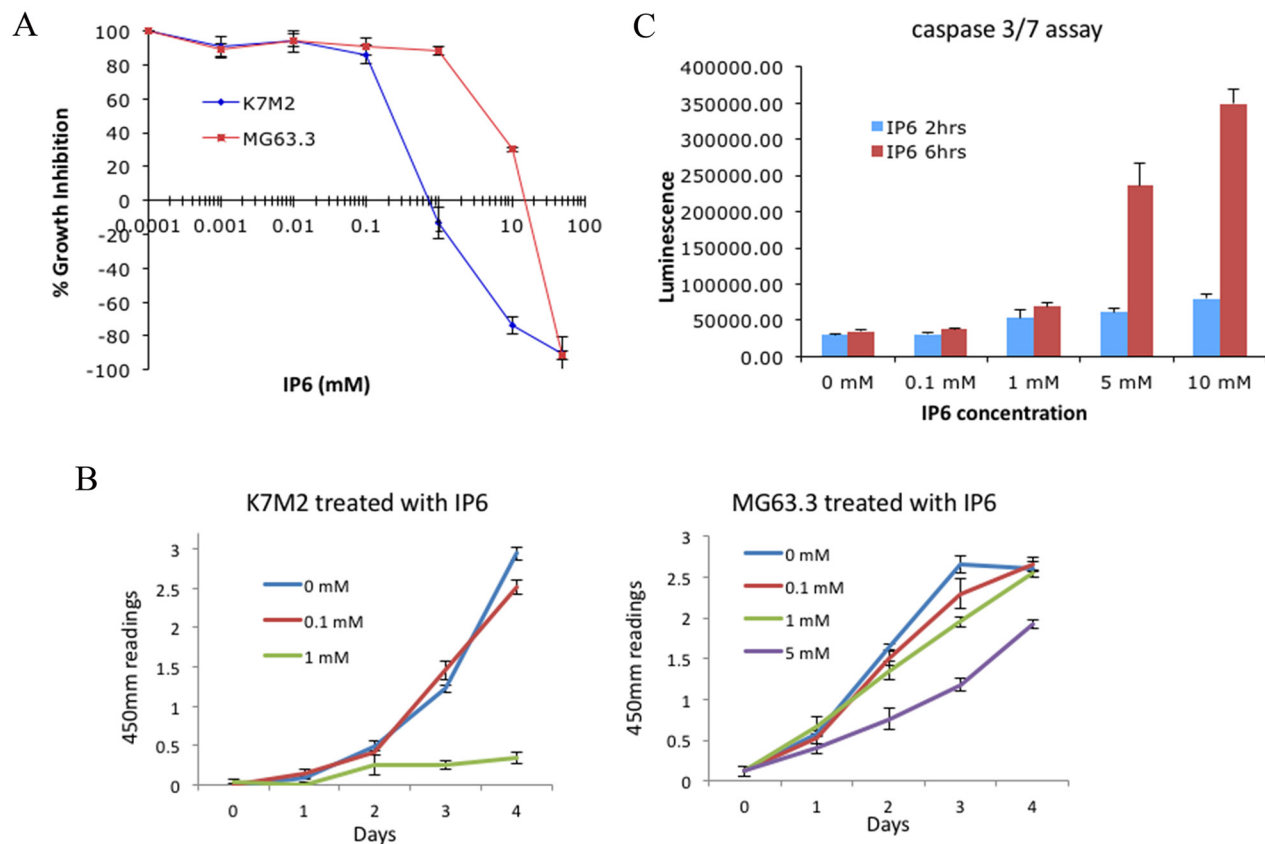 A
100
80
60
40
20
0
-20
-40
-60
-80
-100
% Growth Inhibition
K7M2
MG63.3
0.0001 0.001 0.01 0.1 1 10 100
IP6 (mM)
C
caspase 3/7 assay
400000.00
350000.00
300000.00
250000.00
200000.00
150000.00
100000.00
50000.00
0.00
Luminescence
IP6 2hrs
IP6 6hrs
0 mM 0.1 mM 1 mM 5 mM 10 mM
IP6 concentration
B
K7M2 treated with IP6
3
2.5
2
1.5
1
0.5
0
450mm readings
0 mM
0.1 mM
1 mM
0 1 2 3 4
Days
MG63.3 treated with IP6
3
2.5
2
1.5
1
0.5
0
450mm readings
0 mM
0.1 mM
1 mM
5 mM
0 1 2 3 4
Days